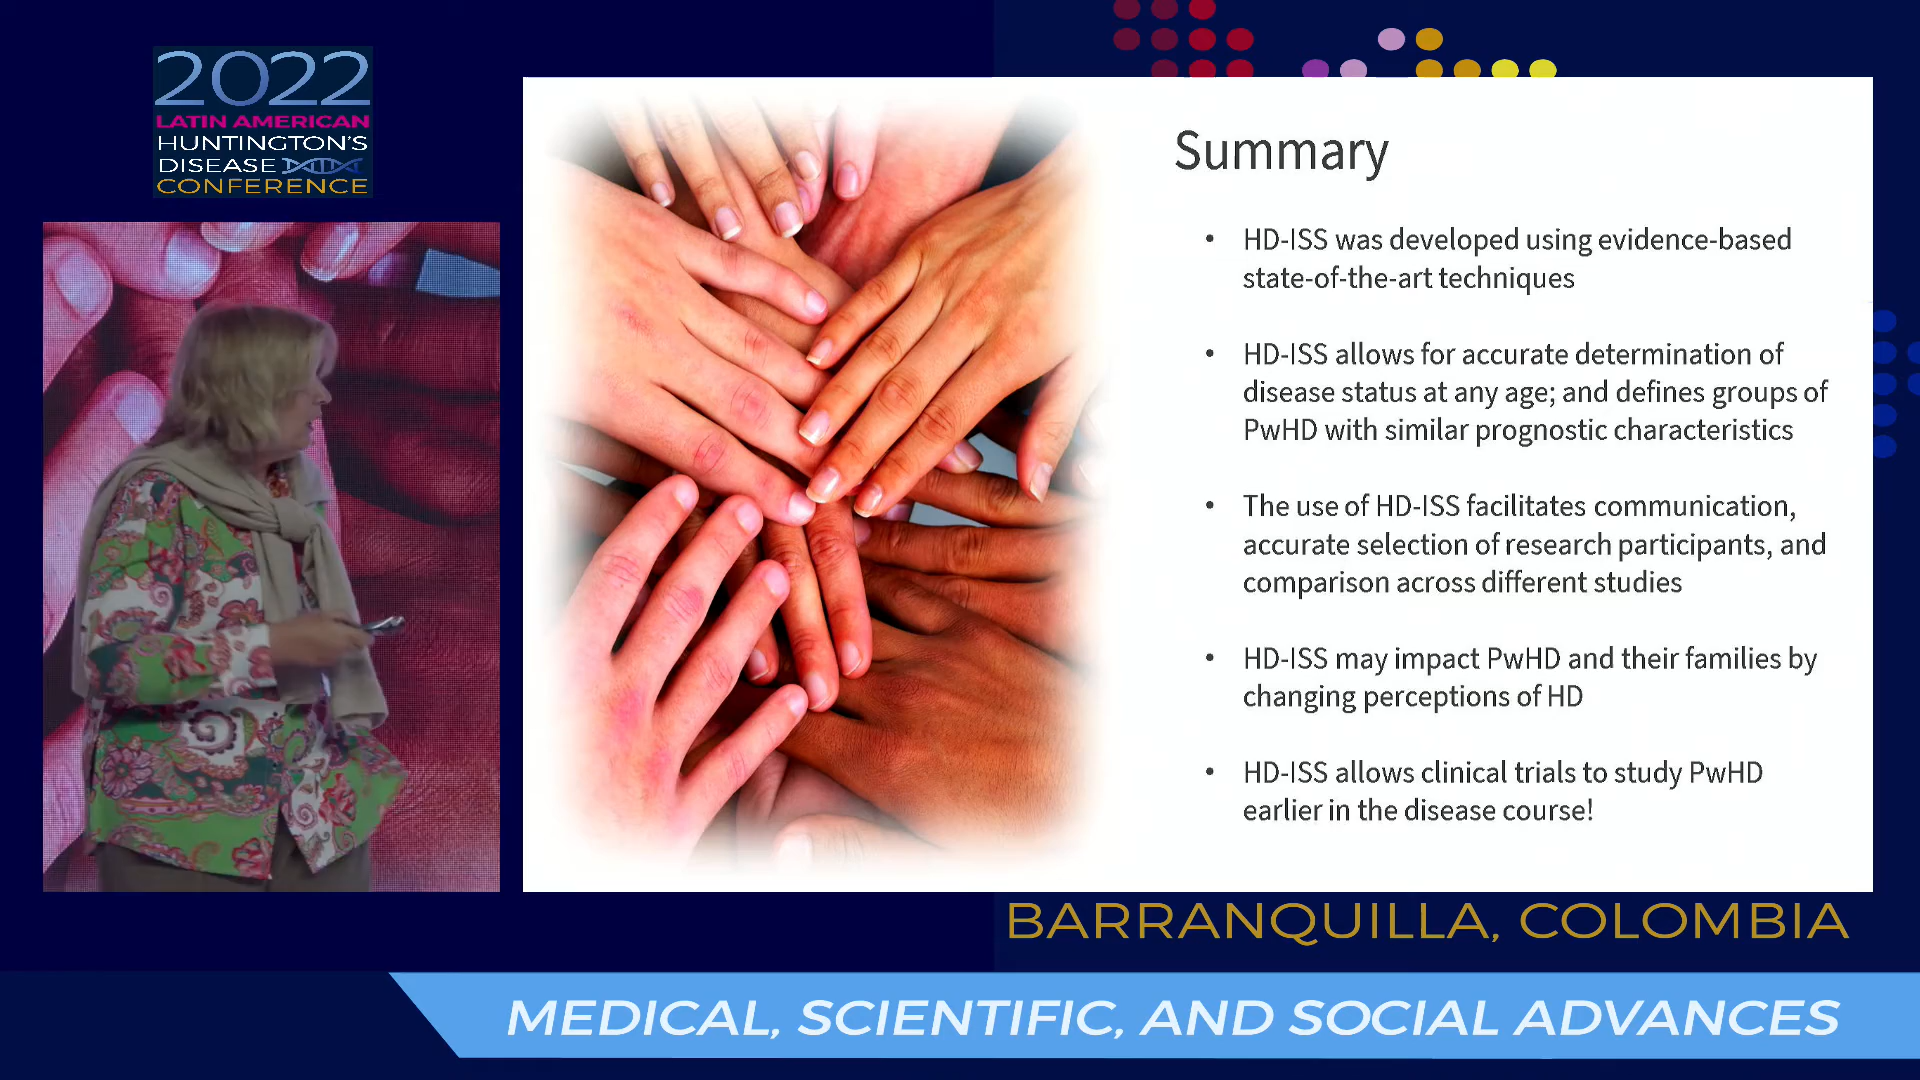 2022
LATIN AMERICAN
HUNTINGTON'S
DISEASE
CONFERENCE
Summary
• HD-ISS was developed using evidence-based
state-of-the-art techniques
• HD-ISS allows for accurate determination of
disease status at any age; and defines groups of
PwHD with similar prognostic characteristics
• The use of HD-ISS facilitates communication,
accurate selection of research participants, and
comparison across different studies
• HD-ISS may impact PwHD and their families by
changing perceptions of HD
• HD-ISS allows clinical trials to study PwHD
earlier in the disease course!
BARRANQUILLA, COLOMBIA
MEDICAL, SCIENTIFIC, AND SOCIAL ADVANCES